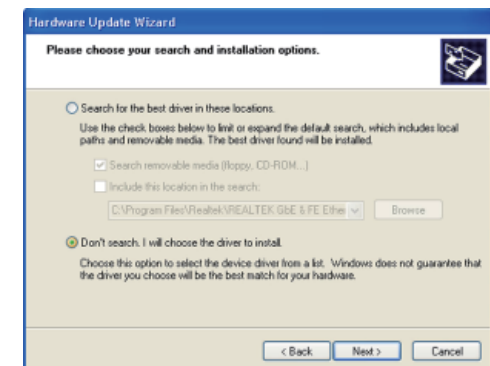 Hardware Update Wizard
Please choose your search and installation options.
Search for the best driver in these locations.
Use the check boxes below to limit or expand the default search, which includes local
paths and removable media. The best driver found will be installed.
Search removable media (floppy, CD-ROM...)
Include this location in the search:
C:\Program Files\Realtek\REALTEK GbE & FE Ether
Browse
Don't search. I will choose the driver to install.
Choose this option to select the device driver from a list. Windows does not guarantee that
the driver you choose will be the best match for your hardware.
< Back Next > Cancel